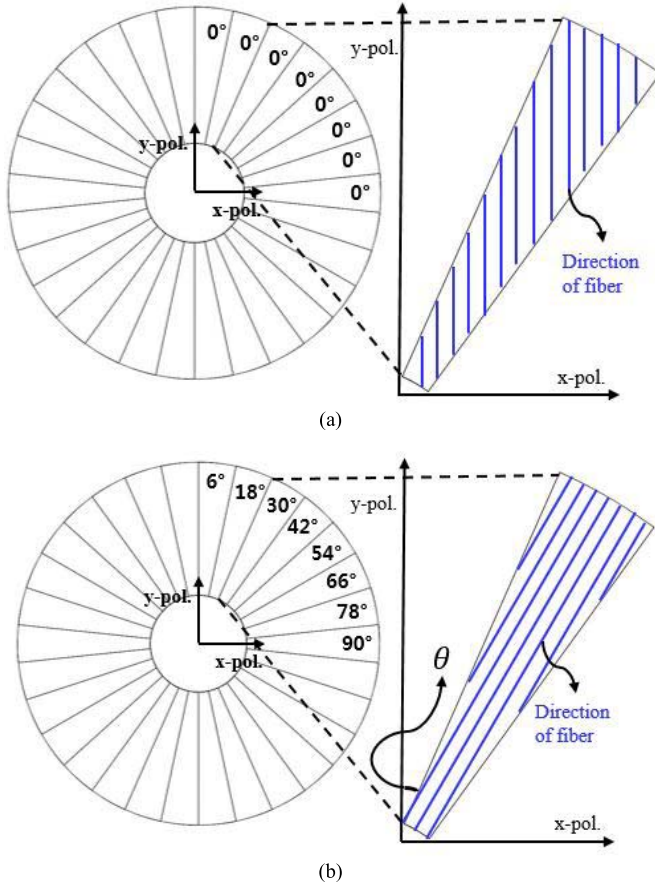 0°
0°
0°
0°
0°
0°
0°
0°
y-pol.
x-pol.
y-pol.
Direction
of fiber
x-pol.
(a)
6°
18°
30°
42°
54°
66°
78°
90°
y-pol.
x-pol.
y-pol.
θ
Direction
of fiber
x-pol.
(b)